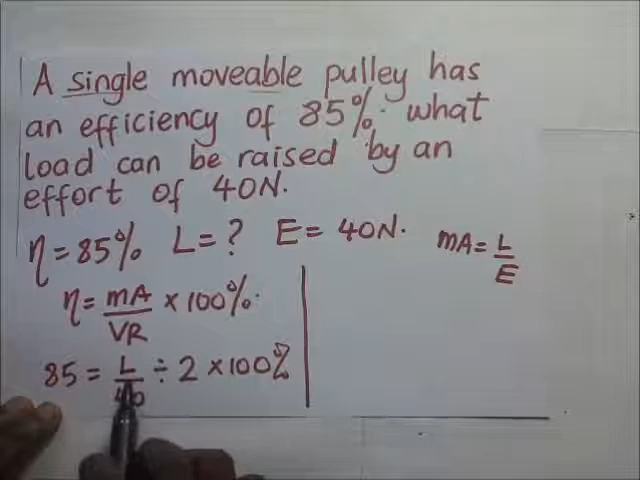 A single moveable pulley has
an efficiency of 85%. what
load can be raised by an
effort of 40N.
η = 85% L = ? E = 40N.
MA = L/E
η = MA/VR × 100%.
85 = L/40 ÷ 2 × 100%